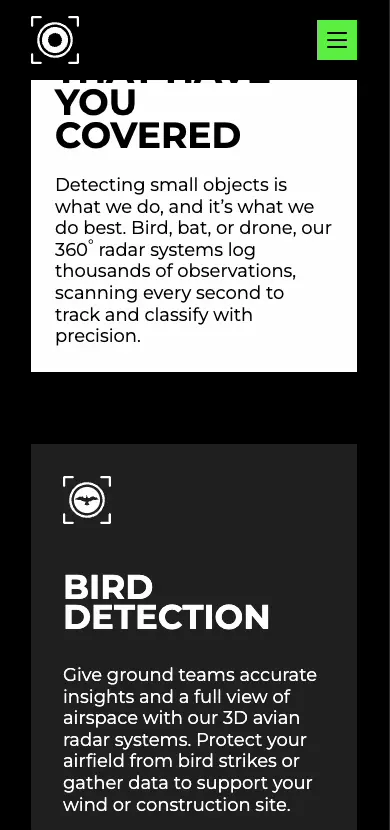 THAT HAVE
YOU
COVERED
Detecting small objects is
what we do, and it’s what we
do best. Bird, bat, or drone, our
360° radar systems log
thousands of observations,
scanning every second to
track and classify with
precision.
BIRD
DETECTION
Give ground teams accurate
insights and a full view of
airspace with our 3D avian
radar systems. Protect your
airfield from bird strikes or
gather data to support your
wind or construction site.